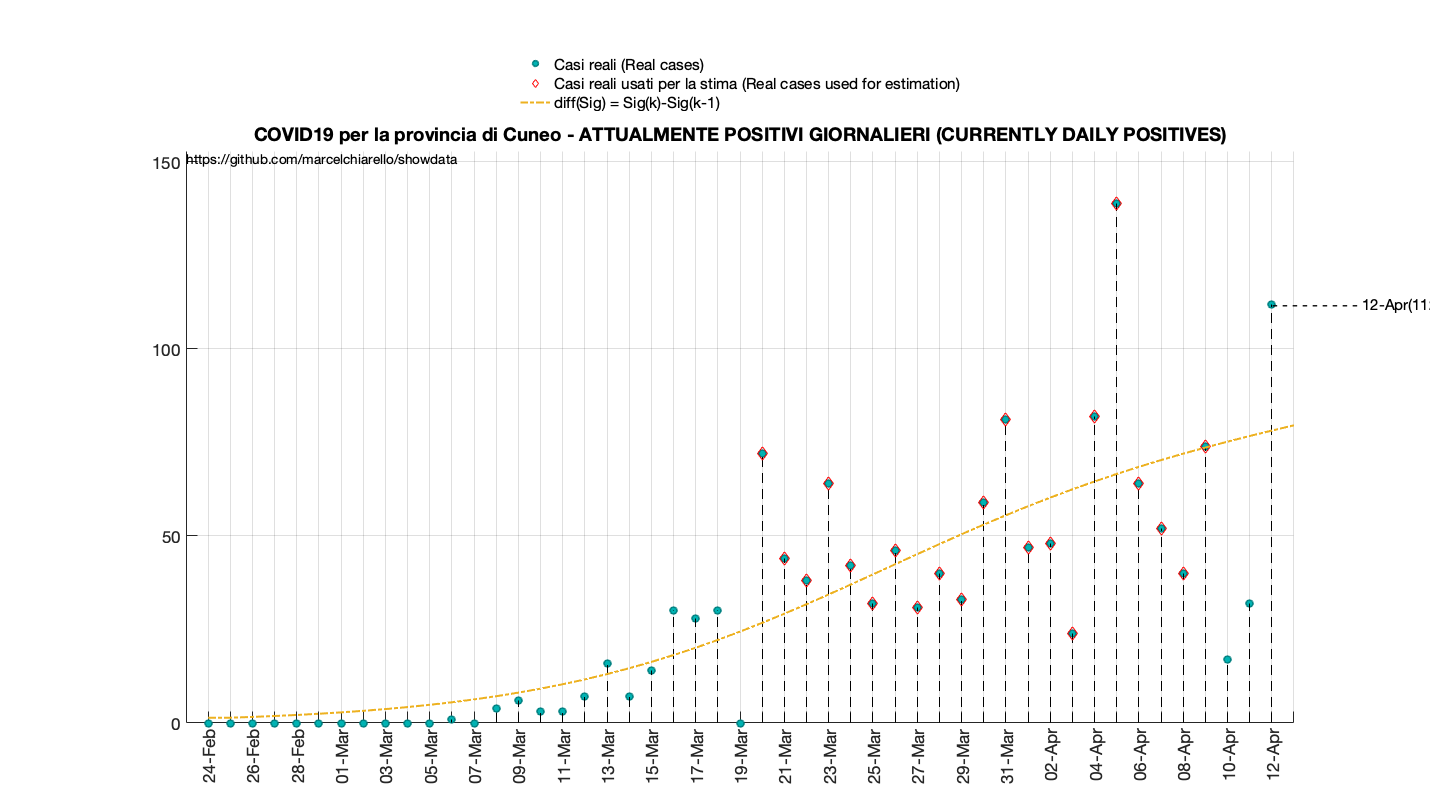 Casi reali (Real cases)
Casi reali usati per la stima (Real cases used for estimation)
diff(Sig) = Sig(k)-Sig(k-1)
COVID19 per la provincia di Cuneo - ATTUALMENTE POSITIVI GIORNALIERI (CURRENTLY DAILY POSITIVES)
https://github.com/marcelchiarello/showdata
150
100
50
0
12-Apr(11
24-Feb
26-Feb
28-Feb
01-Mar
03-Mar
05-Mar
07-Mar
09-Mar
11-Mar
13-Mar
15-Mar
17-Mar
19-Mar
21-Mar
23-Mar
25-Mar
27-Mar
29-Mar
31-Mar
02-Apr
04-Apr
06-Apr
08-Apr
10-Apr
12-Apr